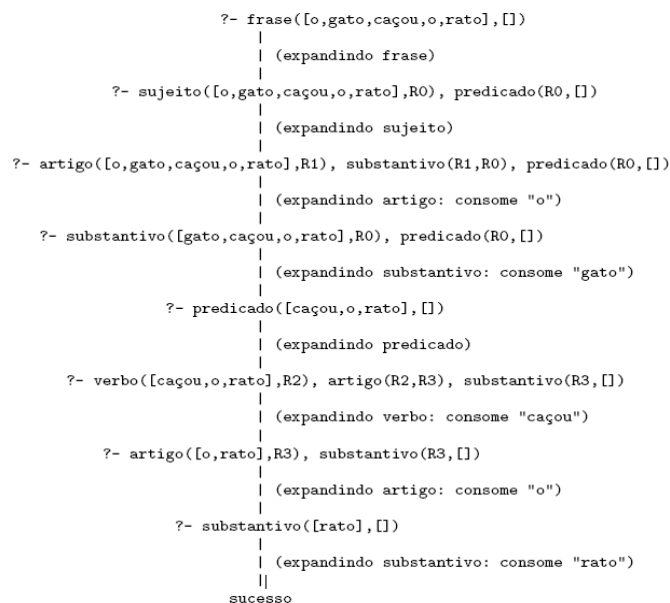 ?- frase([o,gato,caçou,o,rato],[])
(expandindo frase)
?- sujeito([o,gato,caçou,o,rato],R0), predicado(R0,[])
(expandindo sujeito)
?- artigo([o,gato,caçou,o,rato],R1), substantivo(R1,R0), predicado(R0,[])
(expandindo artigo: consome "o")
?- substantivo([gato,caçou,o,rato],R0), predicado(R0,[])
(expandindo substantivo: consome "gato")
?- predicado([caçou,o,rato],[])
(expandindo predicado)
?- verbo([caçou,o,rato],R2), artigo(R2,R3), substantivo(R3,[])
(expandindo verbo: consome "caçou")
?- artigo([o,rato],R3), substantivo(R3,[])
(expandindo artigo: consome "o")
?- substantivo([rato],[])
(expandindo substantivo: consome "rato")
sucesso